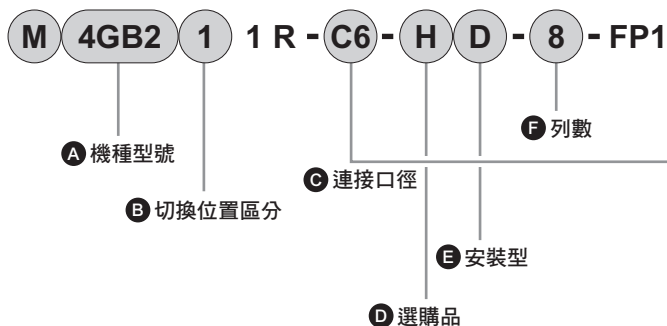 M 4GB2 1 1 R - C6 - H D - 8 - FP1
F 列數
A 機種型號
C 連接口徑
B 切換位置區分
E 安裝型
D 選購品